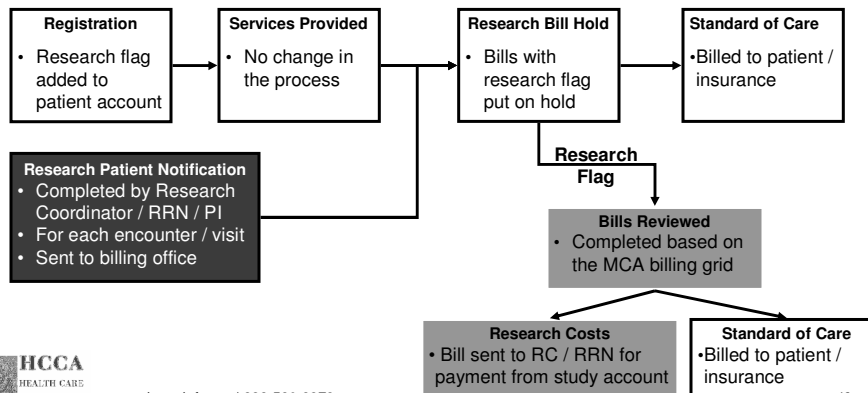 Registration
• Research flag
added to
patient account
Services Provided
• No change in
the process
Research Bill Hold
• Bills with
research flag
put on hold
Standard of Care
•Billed to patient /
insurance
Research Patient Notification
• Completed by Research
Coordinator / RRN / PI
• For each encounter / visit
• Sent to billing office
Research
Flag
Bills Reviewed
• Completed based on
the MCA billing grid
Research Costs
• Bill sent to RC / RRN for
payment from study account
Standard of Care
•Billed to patient /
insurance
HCCA
HEALTH CARE